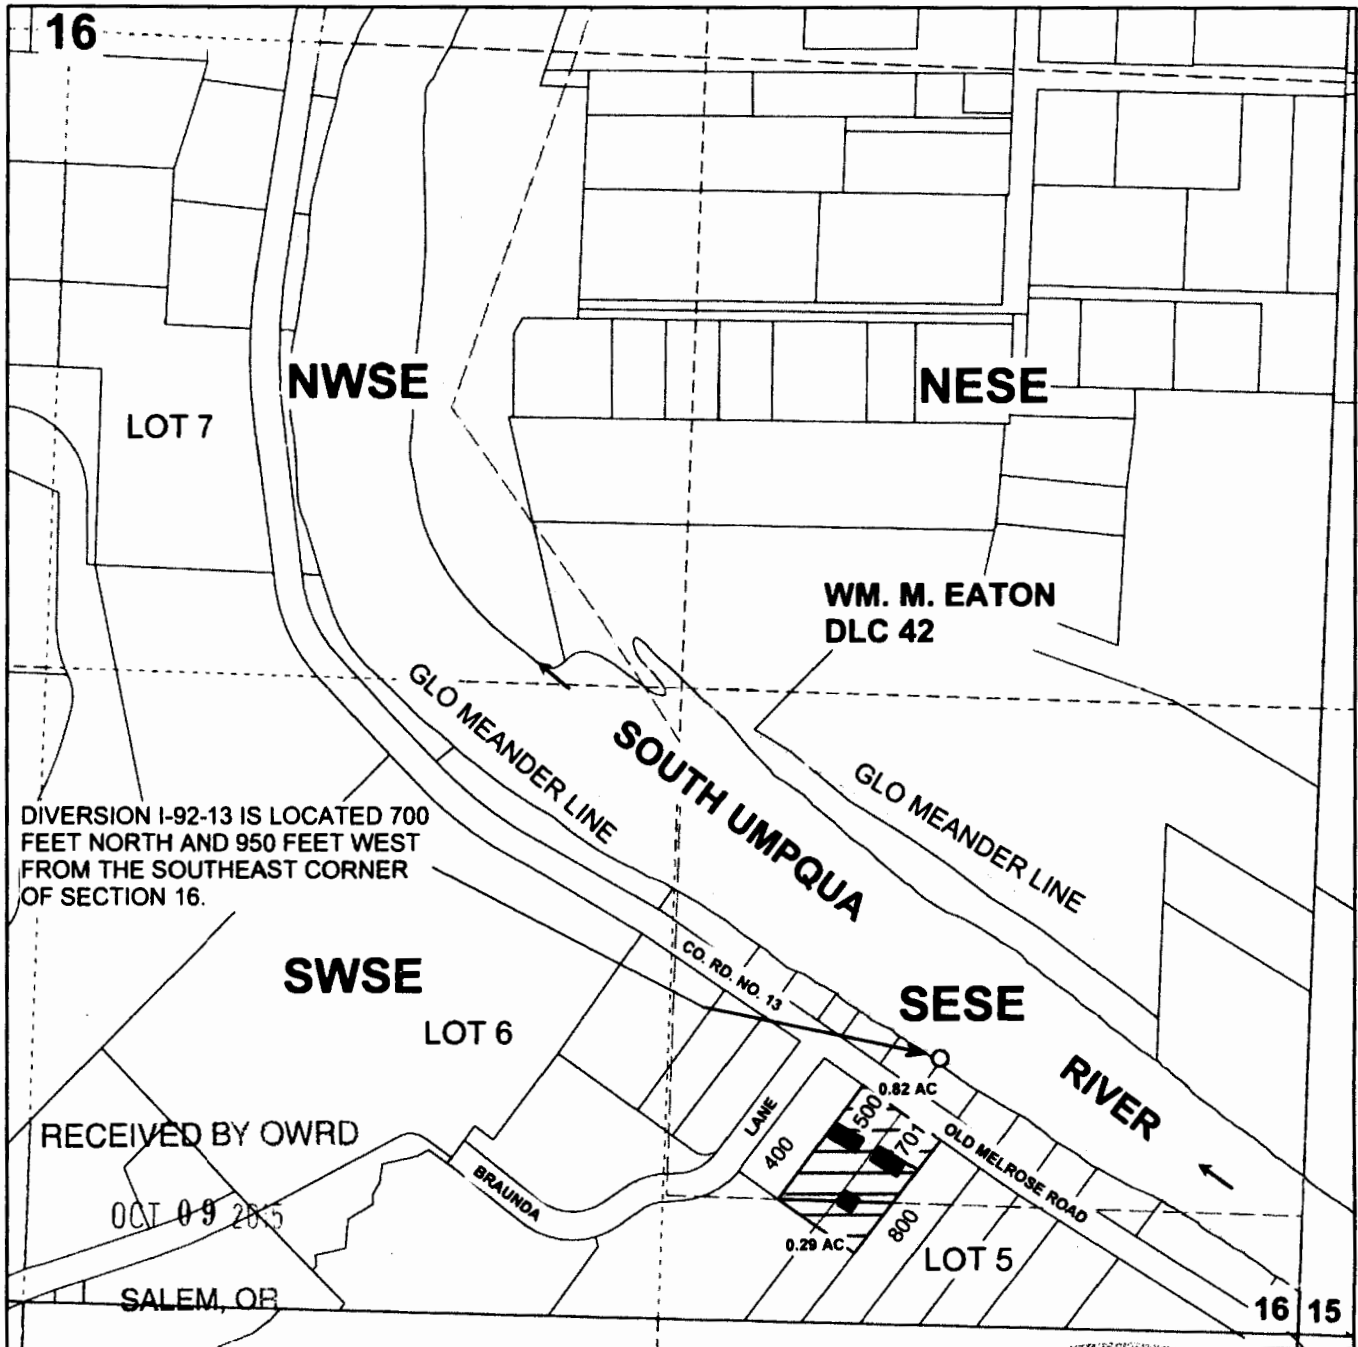 16
NWSE
NESE
LOT 7
WM. M. EATON
DLC 42
GLO MEANDER LINE
SOUTH UMPQUA
GLO MEANDER LINE
DIVERSION I-92-13 IS LOCATED 700
FEET NORTH AND 950 FEET WEST
FROM THE SOUTHEAST CORNER
OF SECTION 16.
CO. RD. NO. 13
SWSE
SESE
LOT 6
RIVER
0.82 AC
500
LANE
701
400
OLD MELROSE ROAD
RECEIVED BY OWRD
BRAUNDA
OCT 09
800
0.29 AC
LOT 5
SALEM, OR
16
15